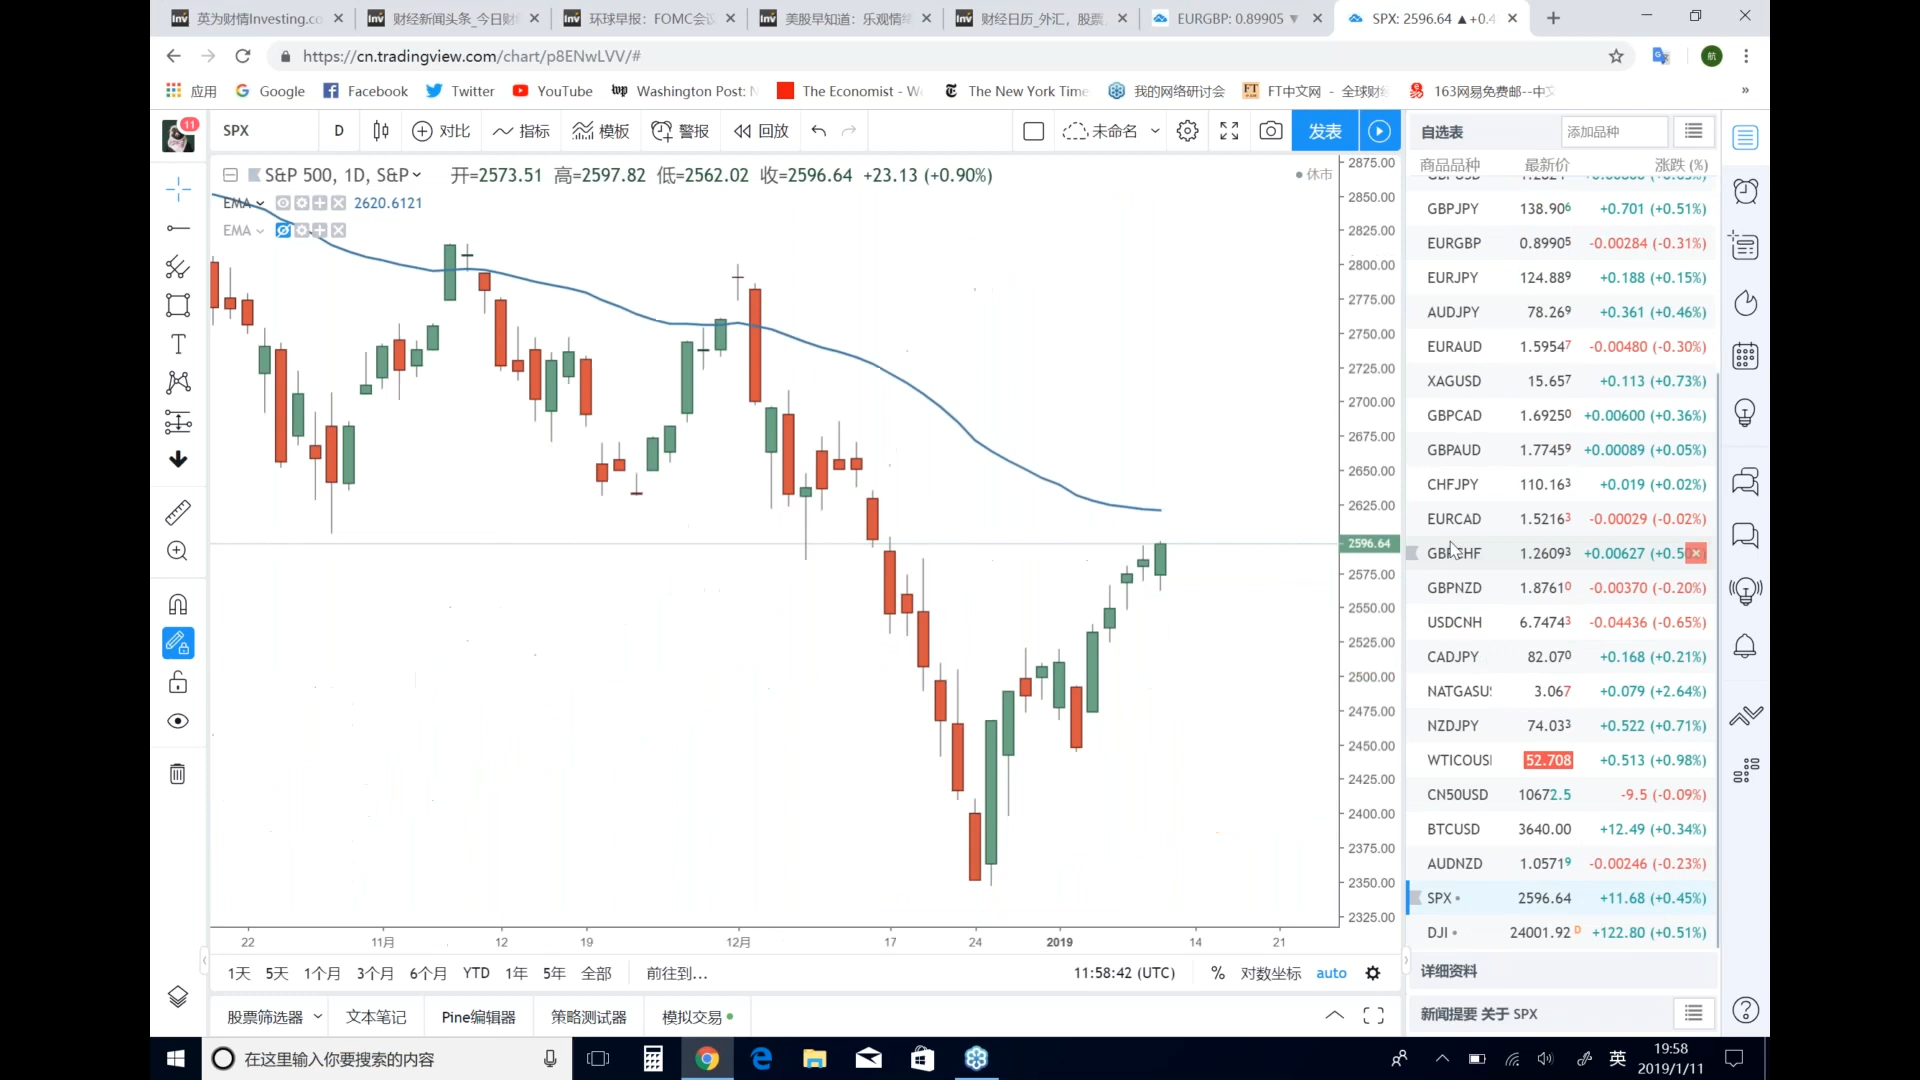 英为财情Investing.co
财经新闻头条_今日财
环球早报：FOMC会议
美股早知道：乐观情绪
财经日历_外汇，股票
EURGBP: 0.89905 ▼
SPX: 2596.64 ▲ +0.4
https://cn.tradingview.com/chart/p8ENwLVV/#
航
应用 Google Facebook Twitter YouTube Washington Post: The Economist - W The New York Time 我的网络研讨会 FT中文网 - 全球财经 163网易免费邮--中文 »
11
SPX D 对比 指标 模板 警报 回放 未命名 发表
S&P 500, 1D, S&P 开=2573.51 高=2597.82 低=2562.02 收=2596.64 +23.13 (+0.90%)
休市
EMA 2620.6121
EMA
2875.00
2850.00
2825.00
2800.00
2775.00
2750.00
2725.00
2700.00
2675.00
2650.00
2625.00
2596.64
2575.00
2550.00
2525.00
2500.00
2475.00
2450.00
2425.00
2400.00
2375.00
2350.00
2325.00
22 11月 12 19 12月 17 24 2019 14 21
1天 5天 1个月 3个月 6个月 YTD 1年 5年 全部 前往到... 11:58:42 (UTC) % 对数坐标 auto
股票筛选器 文本笔记 Pine编辑器 策略测试器 模拟交易
自选表 添加品种
商品品种 最新价 涨跌 (%)
GBPJPY 138.906 +0.701 (+0.51%)
EURGBP 0.89905 -0.00284 (-0.31%)
EURJPY 124.889 +0.188 (+0.15%)
AUDJPY 78.269 +0.361 (+0.46%)
EURAUD 1.59547 -0.00480 (-0.30%)
XAGUSD 15.657 +0.113 (+0.73%)
GBPCAD 1.69250 +0.00600 (+0.36%)
GBPAUD 1.77459 +0.00089 (+0.05%)
CHFJPY 110.163 +0.019 (+0.02%)
EURCAD 1.52163 -0.00029 (-0.02%)
GBPCHF 1.26093 +0.00627 (+0.5
GBPNZD 1.87610 -0.00370 (-0.20%)
USDCNH 6.74743 -0.04436 (-0.65%)
CADJPY 82.070 +0.168 (+0.21%)
NATGASUS 3.067 +0.079 (+2.64%)
NZDJPY 74.033 +0.522 (+0.71%)
WTICOUSD 52.708 +0.513 (+0.98%)
CN50USD 10672.5 -9.5 (-0.09%)
BTCUSD 3640.00 +12.49 (+0.34%)
AUDNZD 1.05719 -0.00246 (-0.23%)
SPX 2596.64 +11.68 (+0.45%)
DJI 24001.92 D +122.80 (+0.51%)
详细资料
新闻提要 关于 SPX
在这里输入你要搜索的内容
英
19:58
2019/1/11